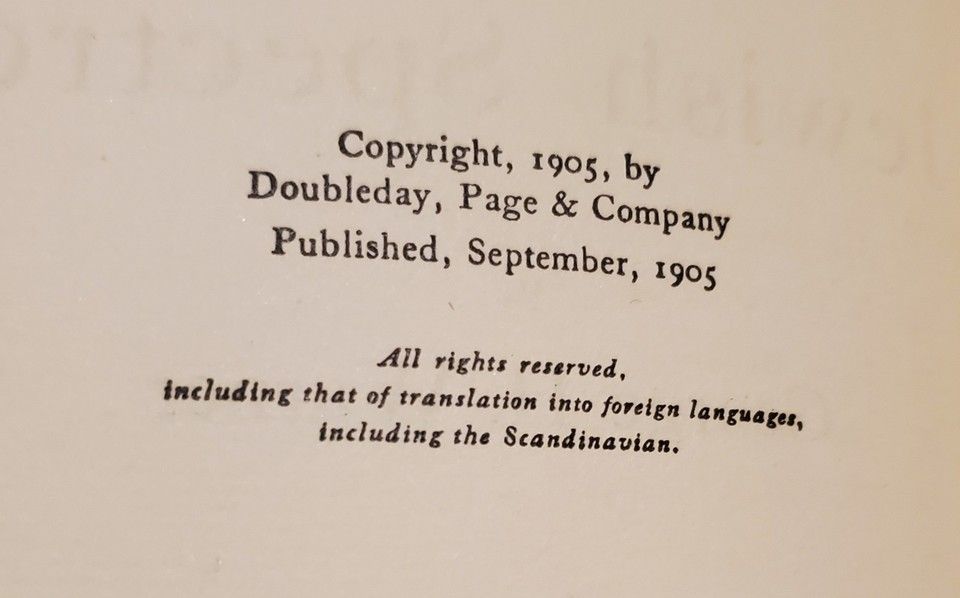 Copyright, 1905, by
Doubleday, Page & Company
Published, September, 1905
All rights reserved,
including that of translation into foreign languages,
including the Scandinavian.